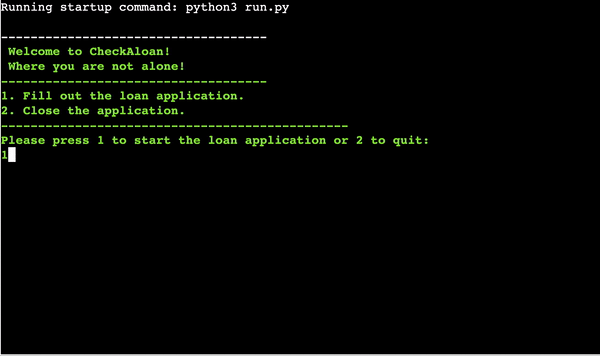 Running startup command: python3 run.py
------------------------------------
Welcome to CheckAloan!
Where you are not alone!
------------------------------------
1. Fill out the loan application.
2. Close the application.
-----------------------------------------------
Please press 1 to start the loan application or 2 to quit:
1